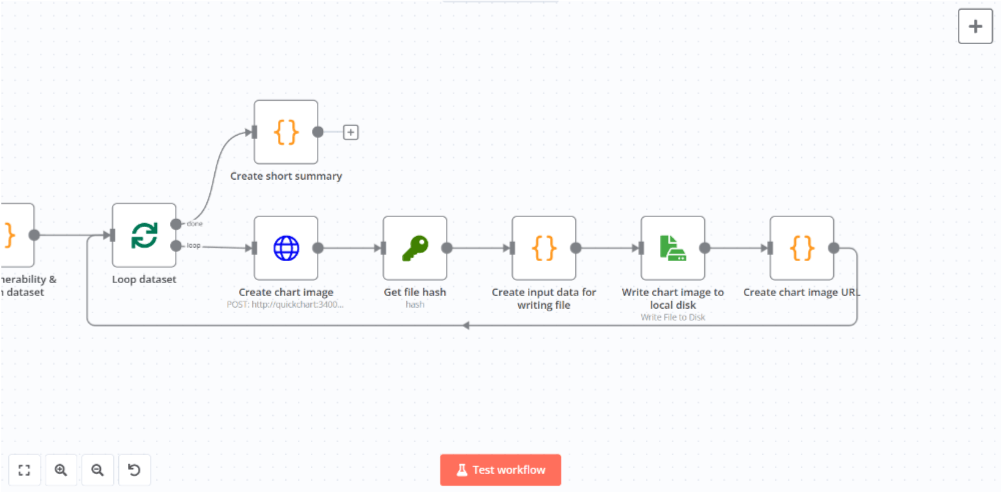 {}
Create short summary
done
loop
}
nerability &
n dataset
Loop dataset
Create chart image
POST: http://quickchart:3400...
Get file hash
hash
{}
Create input data for
writing file
Write chart image to
local disk
Write File to Disk
{}
Create chart image URL
Test workflow